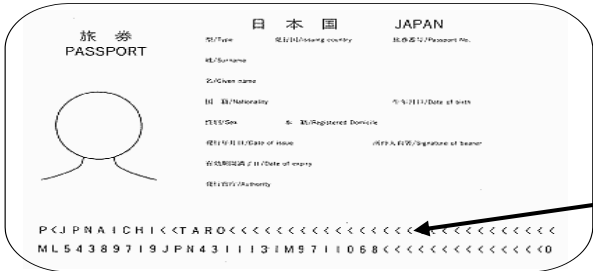 日本国 JAPAN
旅券
PASSPORT
型/Type 発行国/Issuing country 旅券番号/Passport No.
姓/Surname
名/Given name
国 籍/Nationality 生年月日/Date of birth
性別/Sex 本 籍/Registered Domicile
発行年月日/Date of issue 所持人自署/Signature of bearer
有効期間満了日/Date of expiry
発行官庁/Authority
P<JPNAICHI<<TARO<<<<<<<<<<<<<<<<<<<<<<<<<<<<
ML54389719JPN4311131M9711068<<<<<<<<<<<<<<0